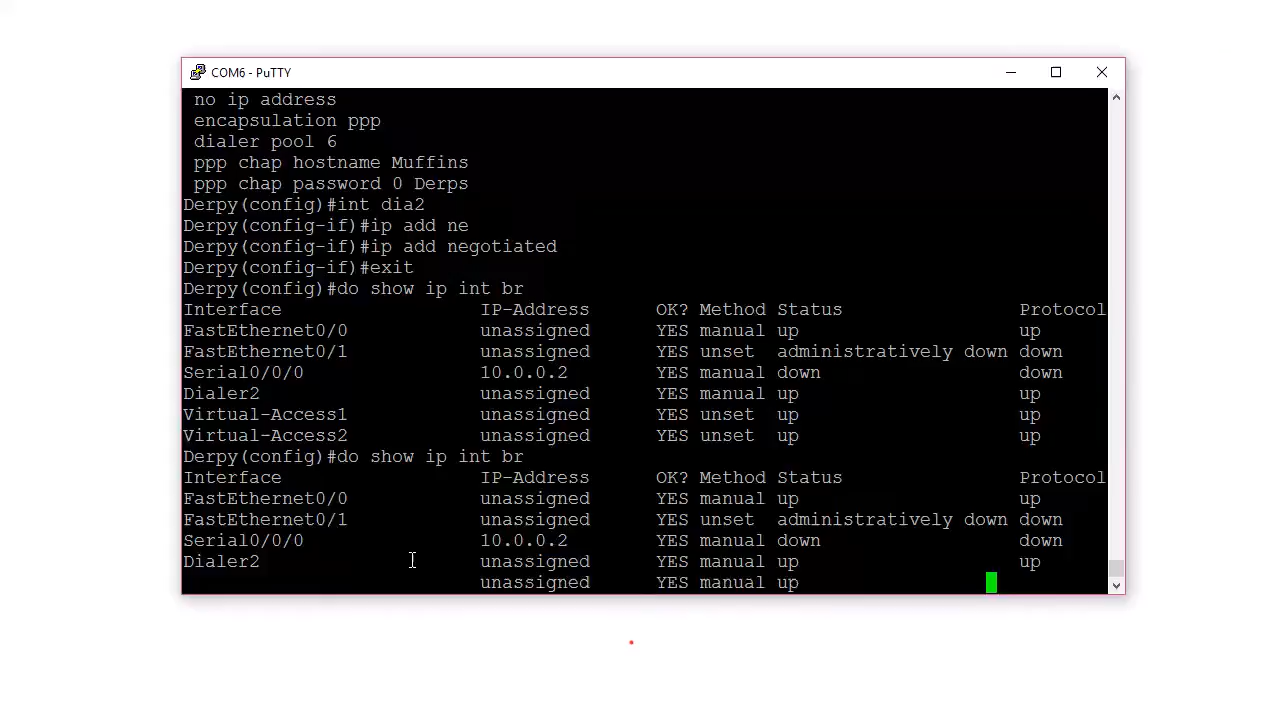 COM6 - PuTTY
no ip address
encapsulation ppp
dialer pool 6
ppp chap hostname Muffins
ppp chap password 0 Derps
Derpy(config)#int dia2
Derpy(config-if)#ip add ne
Derpy(config-if)#ip add negotiated
Derpy(config-if)#exit
Derpy(config)#do show ip int br
Interface IP-Address OK? Method Status Protocol
FastEthernet0/0 unassigned YES manual up up
FastEthernet0/1 unassigned YES unset administratively down down
Serial0/0/0 10.0.0.2 YES manual down down
Dialer2 unassigned YES manual up up
Virtual-Access1 unassigned YES unset up up
Virtual-Access2 unassigned YES unset up up
Derpy(config)#do show ip int br
Interface IP-Address OK? Method Status Protocol
FastEthernet0/0 unassigned YES manual up up
FastEthernet0/1 unassigned YES unset administratively down down
Serial0/0/0 10.0.0.2 YES manual down down
Dialer2 unassigned YES manual up up
unassigned YES manual up